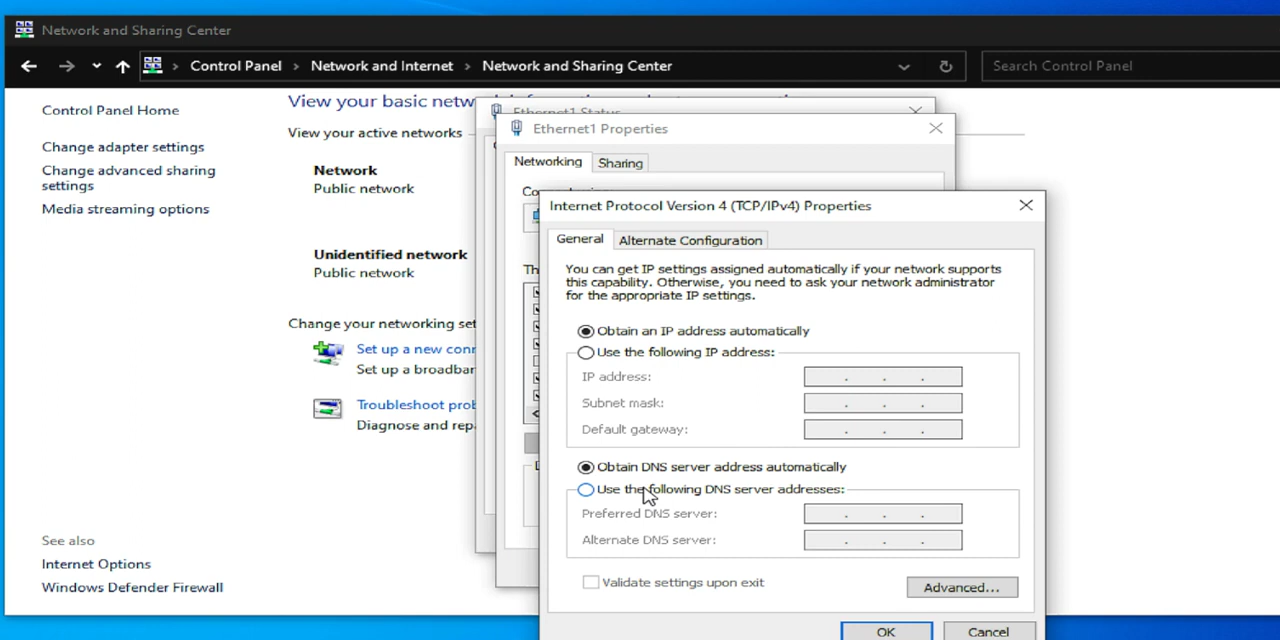 Network and Sharing Center
Control Panel > Network and Internet > Network and Sharing Center
Search Control Panel
Control Panel Home
Change adapter settings
Change advanced sharing
settings
Media streaming options
See also
Internet Options
Windows Defender Firewall
View your basic netw
View your active networks
Network
Public network
Unidentified network
Public network
Change your networking set
Set up a new conn
Set up a broadban
Troubleshoot prob
Diagnose and repa
Ethernet1 Status
Ethernet1 Properties
Networking
Sharing
Internet Protocol Version 4 (TCP/IPv4) Properties
General
Alternate Configuration
You can get IP settings assigned automatically if your network supports
this capability. Otherwise, you need to ask your network administrator
for the appropriate IP settings.
Obtain an IP address automatically
Use the following IP address:
IP address:
Subnet mask:
Default gateway:
Obtain DNS server address automatically
Use the following DNS server addresses:
Preferred DNS server:
Alternate DNS server:
Validate settings upon exit
Advanced...
OK
Cancel